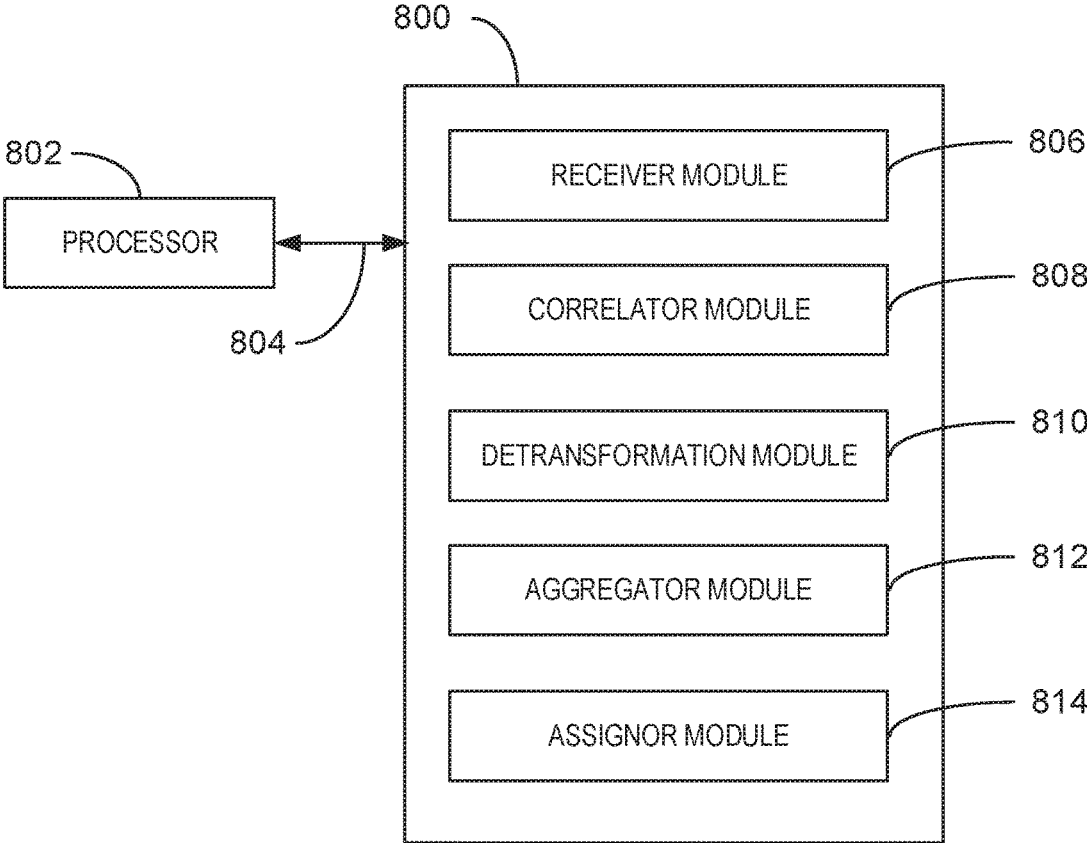 800
802
PROCESSOR
804
RECEIVER MODULE
806
CORRELATOR MODULE
808
DETRANSFORMATION MODULE
810
AGGREGATOR MODULE
812
ASSIGNOR MODULE
814